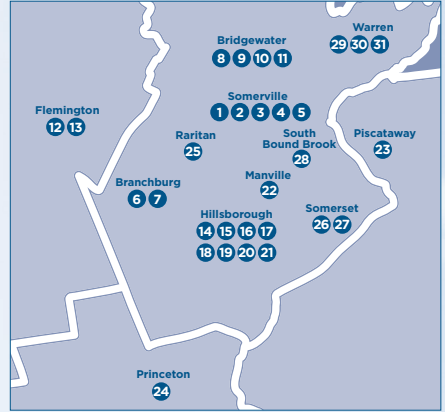 Warren
29 30 31
Bridgewater
8 9 10 11
Somerville
1 2 3 4 5
Flemington
12 13
Raritan
25
South
Bound Brook
28
Piscataway
23
Manville
22
Branchburg
6 7
Hillsborough
14 15 16 17
18 19 20 21
Somerset
26 27
Princeton
24